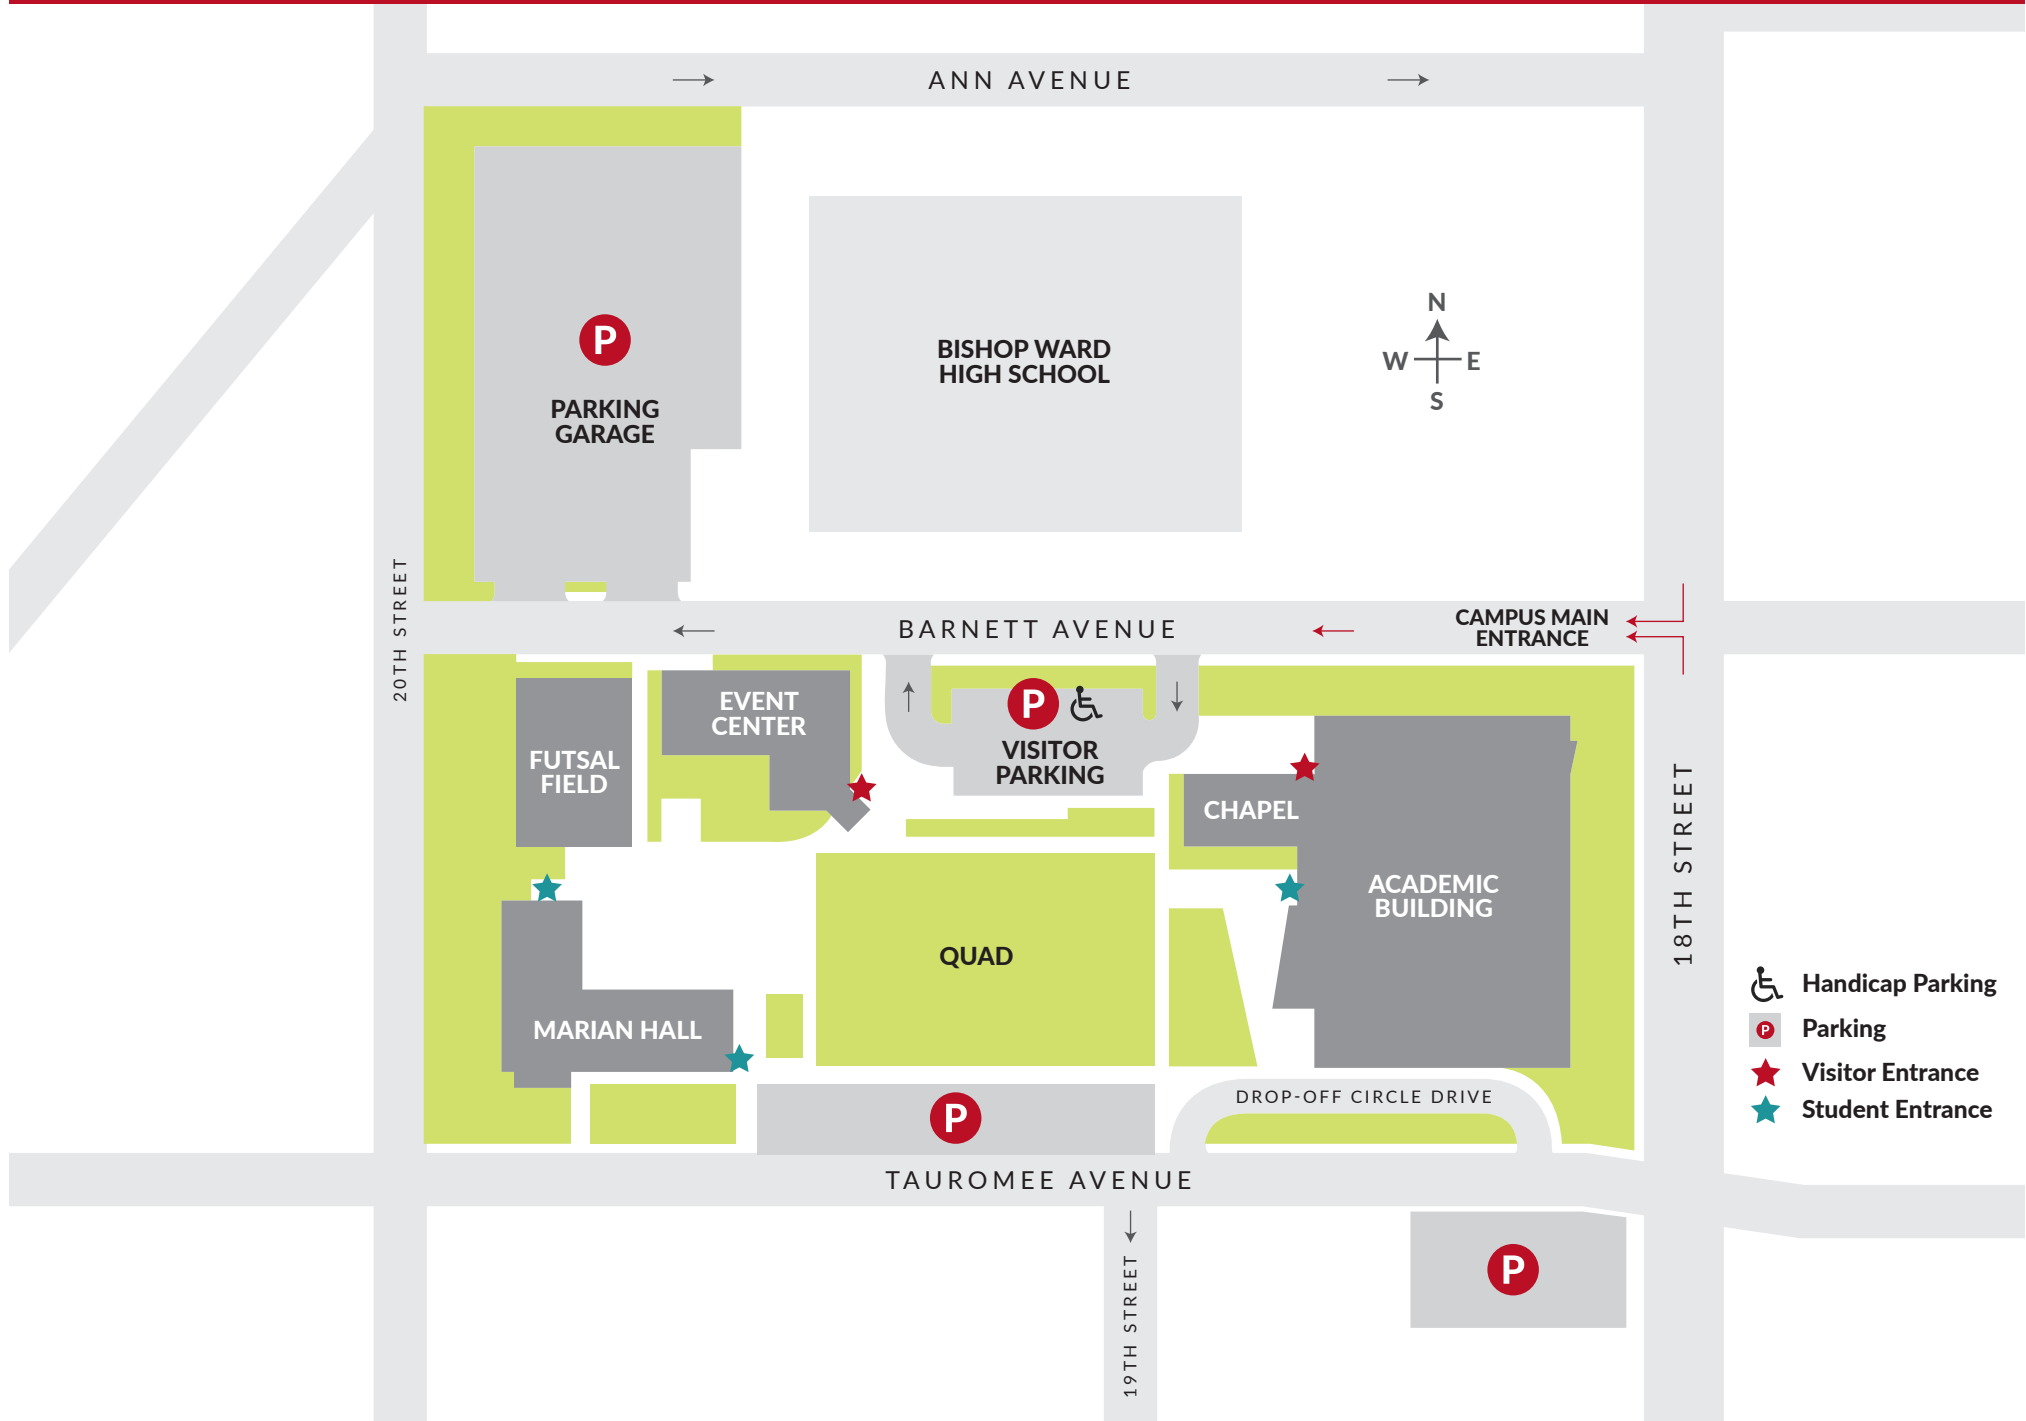 ANN AVENUE
P
PARKING
GARAGE
BISHOP WARD
HIGH SCHOOL
N
W E
S
20TH STREET
BARNETT AVENUE
CAMPUS MAIN
ENTRANCE
EVENT
CENTER
FUTSAL
FIELD
P
VISITOR
PARKING
CHAPEL
ACADEMIC
BUILDING
18TH STREET
QUAD
MARIAN HALL
P
DROP-OFF CIRCLE DRIVE
TAUROMEE AVENUE
19TH STREET
P
Handicap Parking
P Parking
Visitor Entrance
Student Entrance